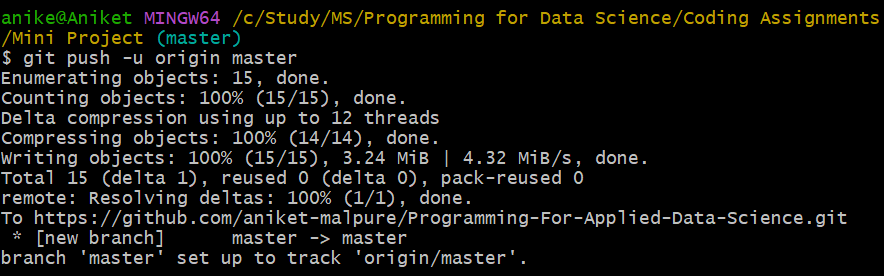 anike@Aniket MINGW64 /c/Study/MS/Programming for Data Science/Coding Assignments
/Mini Project (master)
$ git push -u origin master
Enumerating objects: 15, done.
Counting objects: 100% (15/15), done.
Delta compression using up to 12 threads
Compressing objects: 100% (14/14), done.
Writing objects: 100% (15/15), 3.24 MiB | 4.32 MiB/s, done.
Total 15 (delta 1), reused 0 (delta 0), pack-reused 0
remote: Resolving deltas: 100% (1/1), done.
To https://github.com/aniket-malpure/Programming-For-Applied-Data-Science.git
 * [new branch]      master -> master
branch 'master' set up to track 'origin/master'.